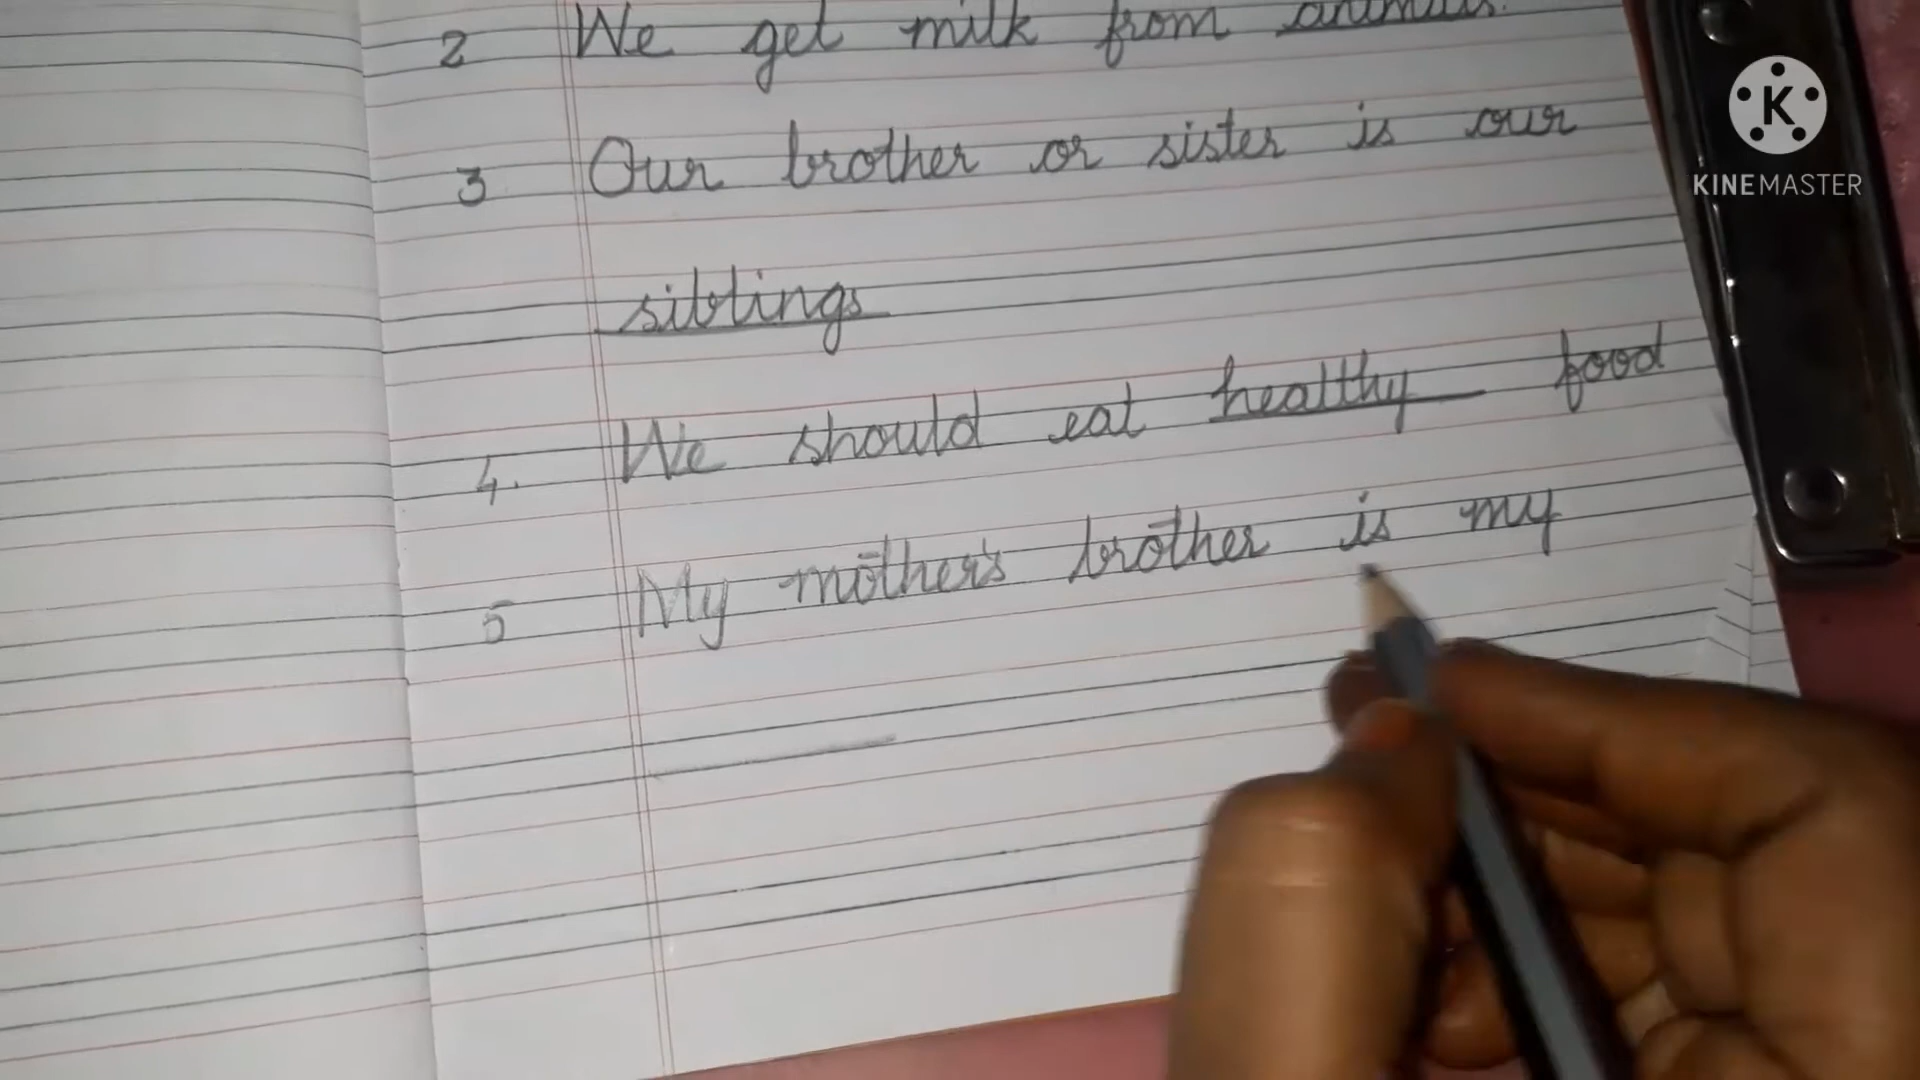 2 We get milk from animals.
3 Our brother or sister is our
siblings
4. We should eat healthy food
5 My mother's brother is my
K
KINEMASTER